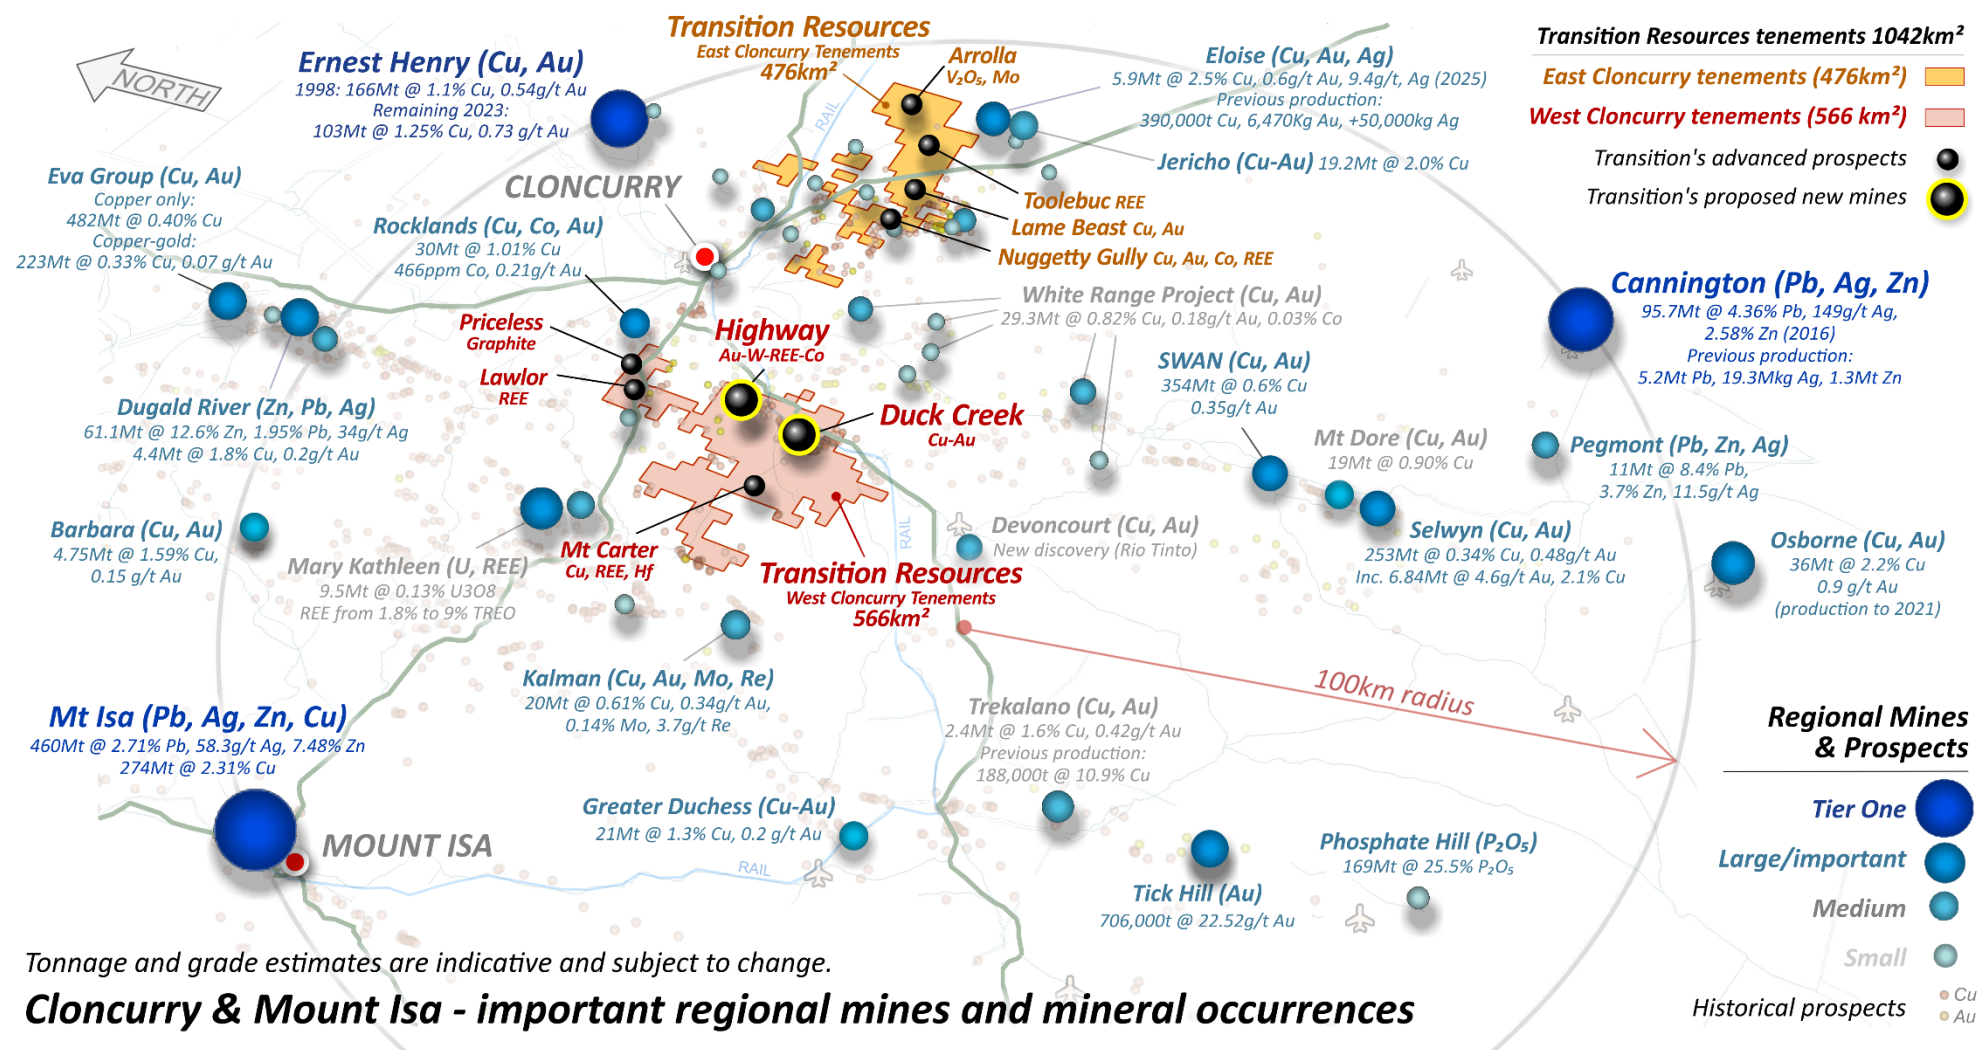 Transition Resources
East Cloncurry Tenements
476km²
Arrolla
V₂O₅, Mo
Ernest Henry (Cu, Au)
1998: 166Mt @ 1.1% Cu, 0.54g/t Au
Remaining 2023:
103Mt @ 1.25% Cu, 0.73 g/t Au
NORTH
RAIL
Eloise (Cu, Au, Ag)
5.9Mt @ 2.5% Cu, 0.6g/t Au, 9.4g/t, Ag (2025)
Previous production:
390,000t Cu, 6,470Kg Au, +50,000kg Ag
Jericho (Cu-Au) 19.2Mt @ 2.0% Cu
Transition Resources tenements 1042km²
East Cloncurry tenements (476km²)
West Cloncurry tenements (566 km²)
Transition's advanced prospects
Transition's proposed new mines
Eva Group (Cu, Au)
Copper only:
482Mt @ 0.40% Cu
Copper-gold:
223Mt @ 0.33% Cu, 0.07 g/t Au
CLONCURRY
Rocklands (Cu, Co, Au)
30Mt @ 1.01% Cu
466ppm Co, 0.21g/t Au
Toolebuc REE
Lame Beast Cu, Au
Nuggetty Gully Cu, Au, Co, REE
White Range Project (Cu, Au)
29.3Mt @ 0.82% Cu, 0.18g/t Au, 0.03% Co
Cannington (Pb, Ag, Zn)
95.7Mt @ 4.36% Pb, 149g/t Ag,
2.58% Zn (2016)
Previous production:
5.2Mt Pb, 19.3Mkg Ag, 1.3Mt Zn
Priceless
Graphite
Lawlor
REE
Highway
Au-W-REE-Co
Duck Creek
Cu-Au
SWAN (Cu, Au)
354Mt @ 0.6% Cu
0.35g/t Au
Dugald River (Zn, Pb, Ag)
61.1Mt @ 12.6% Zn, 1.95% Pb, 34g/t Ag
4.4Mt @ 1.8% Cu, 0.2g/t Au
Mt Dore (Cu, Au)
19Mt @ 0.90% Cu
Pegmont (Pb, Zn, Ag)
11Mt @ 8.4% Pb,
3.7% Zn, 11.5g/t Ag
Barbara (Cu, Au)
4.75Mt @ 1.59% Cu,
0.15 g/t Au
Mary Kathleen (U, REE)
9.5Mt @ 0.13% U3O8
REE from 1.8% to 9% TREO
Mt Carter
Cu, REE, Hf
RAIL
Devoncourt (Cu, Au)
New discovery (Rio Tinto)
Selwyn (Cu, Au)
253Mt @ 0.34% Cu, 0.48g/t Au
Inc. 6.84Mt @ 4.6g/t Au, 2.1% Cu
Osborne (Cu, Au)
36Mt @ 2.2% Cu
0.9 g/t Au
(production to 2021)
Transition Resources
West Cloncurry Tenements
566km²
Kalman (Cu, Au, Mo, Re)
20Mt @ 0.61% Cu, 0.34g/t Au,
0.14% Mo, 3.7g/t Re
100km radius
Mt Isa (Pb, Ag, Zn, Cu)
460Mt @ 2.71% Pb, 58.3g/t Ag, 7.48% Zn
274Mt @ 2.31% Cu
Trekalano (Cu, Au)
2.4Mt @ 1.6% Cu, 0.42g/t Au
Previous production:
188,000t @ 10.9% Cu
MOUNT ISA
Greater Duchess (Cu-Au)
21Mt @ 1.3% Cu, 0.2 g/t Au
RAIL
Tick Hill (Au)
706,000t @ 22.52g/t Au
Phosphate Hill (P₂O₅)
169Mt @ 25.5% P₂O₅
Regional Mines
& Prospects
Tier One
Large/important
Medium
Small
Historical prospects
Cu
Au
Tonnage and grade estimates are indicative and subject to change.
Cloncurry & Mount Isa - important regional mines and mineral occurrences